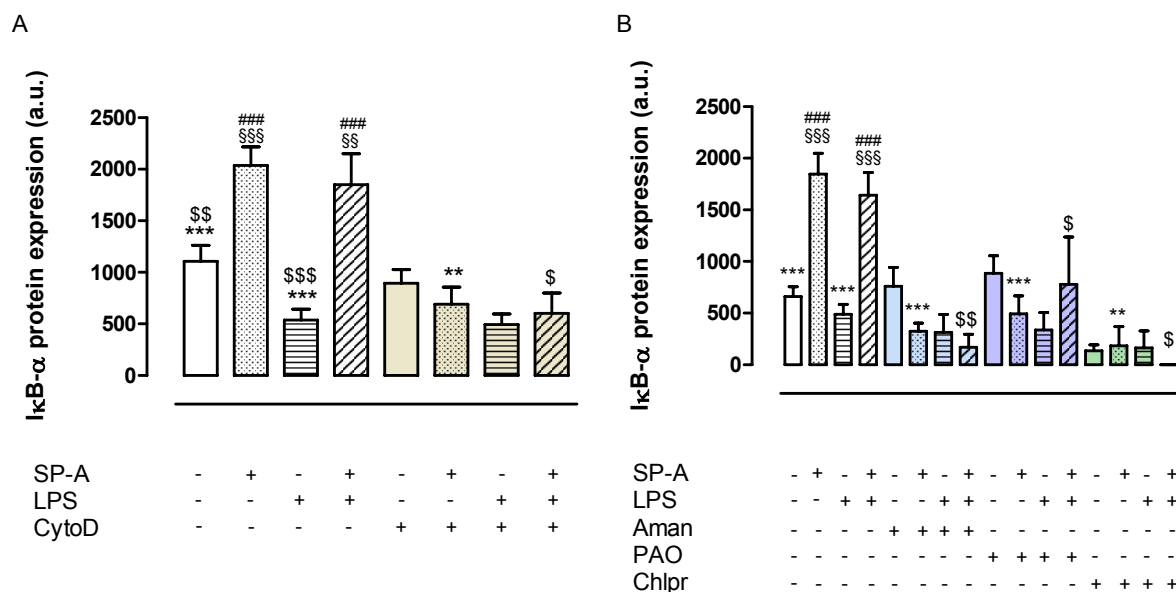 A
IκB-α protein expression (a.u.)
2500
2000
1500
1000
500
0
$$
***
###
§§§
$$$
***
###
§§
**
$
SP-A - + - + - + - +
LPS - - + + - - + +
CytoD - - - - + + + +
B
IκB-α protein expression (a.u.)
2500
2000
1500
1000
500
0
***
###
§§§
***
###
§§§
***
$$
***
$
**
$
SP-A - + - + - + - + - + - + - + - +
LPS - - + + - - + + - - + + - - + +
Aman - - - - + + + + - - - - - - - -
PAO - - - - - - - - + + + + - - - -
Chlpr - - - - - - - - - - - - + + + +